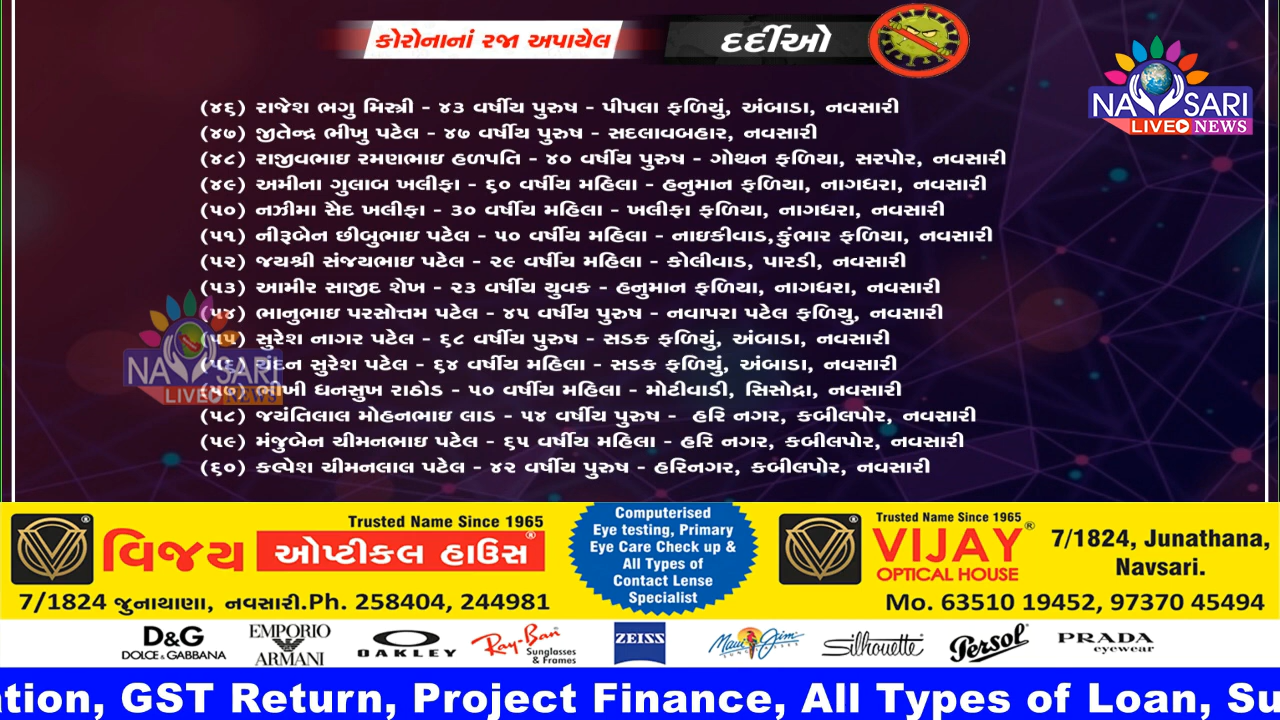 કોરોનાનાં રજા અપાયેલ દર્દીઓ
NAVSARI
LIVE NEWS
(૪૬) રાજેશ ભગુ મિસ્ત્રી - ૪૩ વર્ષીય પુરુષ - પીપલા ફળિયું, અંબાડા, નવસારી
(૪૭) જીતેન્દ્ર ભીખુ પટેલ - ૪૭ વર્ષીય પુરુષ - સદલાવબહાર, નવસારી
(૪૮) રાજીવભાઇ રમણભાઇ હળપતિ - ૪૦ વર્ષીય પુરુષ - ગોથન ફળિયા, સરપોર, નવસારી
(૪૯) અમીના ગુલાબ ખલીફા - ૬૦ વર્ષીય મહિલા - હનુમાન ફળિયા, નાગધરા, નવસારી
(૫૦) નઝીમા સૈદ ખલીફા - ૩૦ વર્ષીય મહિલા - ખલીફા ફળિયા, નાગધરા, નવસારી
(૫૧) નીરૂબેન છીબુભાઇ પટેલ - ૫૦ વર્ષીય મહિલા - નાઇકીવાડ,કુંભાર ફળિયા, નવસારી
(૫૨) જયશ્રી સંજયભાઇ પટેલ - ૨૯ વર્ષીય મહિલા - કોલીવાડ, પારડી, નવસારી
(૫૩) આમીર સાજીદ શેખ - ૨૩ વર્ષીય યુવક - હનુમાન ફળિયા, નાગધરા, નવસારી
(૫૪) ભાનુભાઇ પરસોત્તમ પટેલ - ૪૫ વર્ષીય પુરુષ - નવાપરા પટેલ ફળિયુ, નવસારી
(૫૫) સુરેશ નાગર પટેલ - ૬૮ વર્ષીય પુરુષ - સડક ફળિયું, અંબાડા, નવસારી
(૫૬) ચંદન સુરેશ પટેલ - ૬૪ વર્ષીય મહિલા - સડક ફળિયું, અંબાડા, નવસારી
(૫૭) ભીખી ધનસુખ રાઠોડ - ૫૦ વર્ષીય મહિલા - મોટીવાડી, સિસોદ્રા, નવસારી
(૫૮) જયંતિલાલ મોહનભાઇ લાડ - ૫૪ વર્ષીય પુરુષ - હરિ નગર, કબીલપોર, નવસારી
(૫૯) મંજુબેન ચીમનભાઇ પટેલ - ૬૫ વર્ષીય મહિલા - હરિ નગર, કબીલપોર, નવસારી
(૬૦) કલ્પેશ ચીમનલાલ પટેલ - ૪૨ વર્ષીય પુરુષ - હરિનગર, કબીલપોર, નવસારી
NAVSARI
LIVE NEWS
Trusted Name Since 1965
વિજય ઓપ્ટીકલ હાઉસ ®
7/1824 જુનાથાણા, નવસારી.Ph. 258404, 244981
Computerised
Eye testing, Primary
Eye Care Check up &
All Types of
Contact Lense
Specialist
Trusted Name Since 1965
VIJAY ®
OPTICAL HOUSE
7/1824, Junathana,
Navsari.
Mo. 63510 19452, 97370 45494
D&G
DOLCE & GABBANA
EMPORIO
ARMANI
OAKLEY
Ray-Ban
Sunglasses
& Frames
ZEISS
Maui Jim
SUNGLASSES
Silhouette
Persol
PRADA
eyewear
ation, GST Return, Project Finance, All Types of Loan, Su